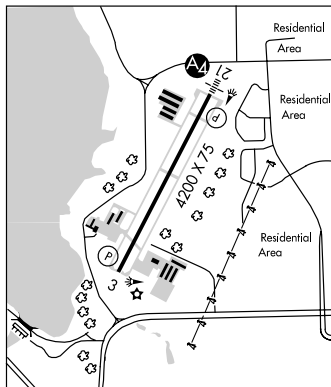 Residential
Area
A4
21
Residential
Area
P
4200 X 75
Residential
Area
P
3